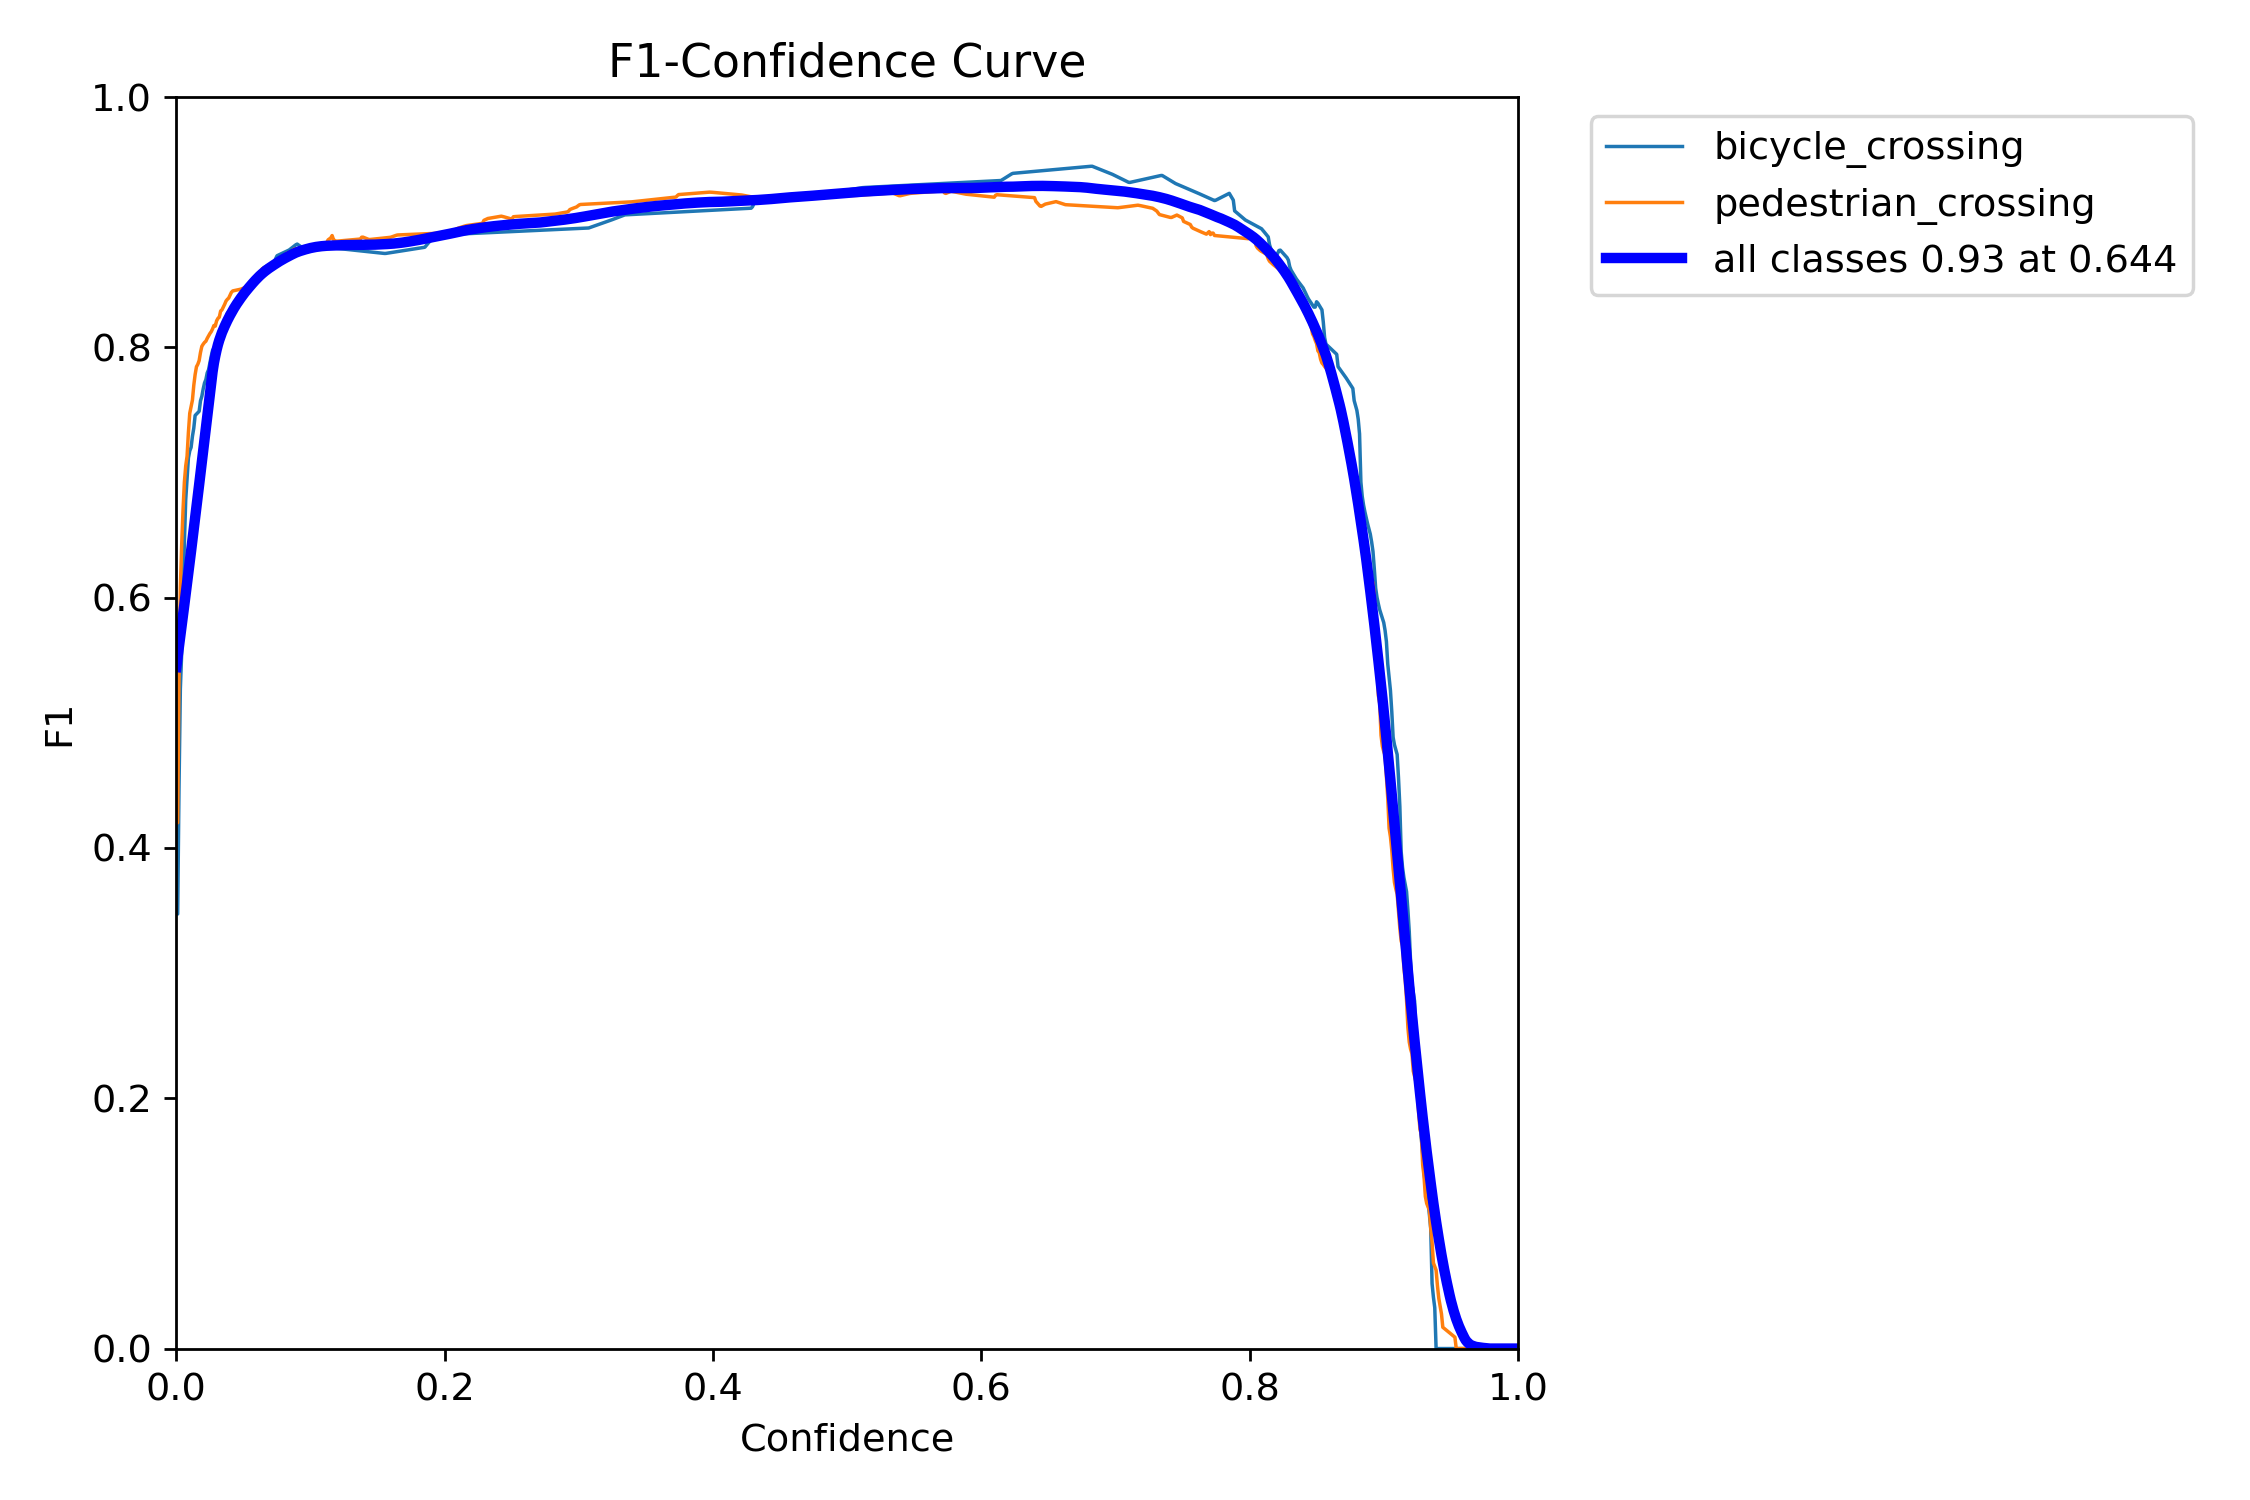 F1-Confidence Curve
1.0
0.8
0.6
0.4
0.2
0.0
F1
0.0 0.2 0.4 0.6 0.8 1.0
Confidence
bicycle_crossing
pedestrian_crossing
all classes 0.93 at 0.644